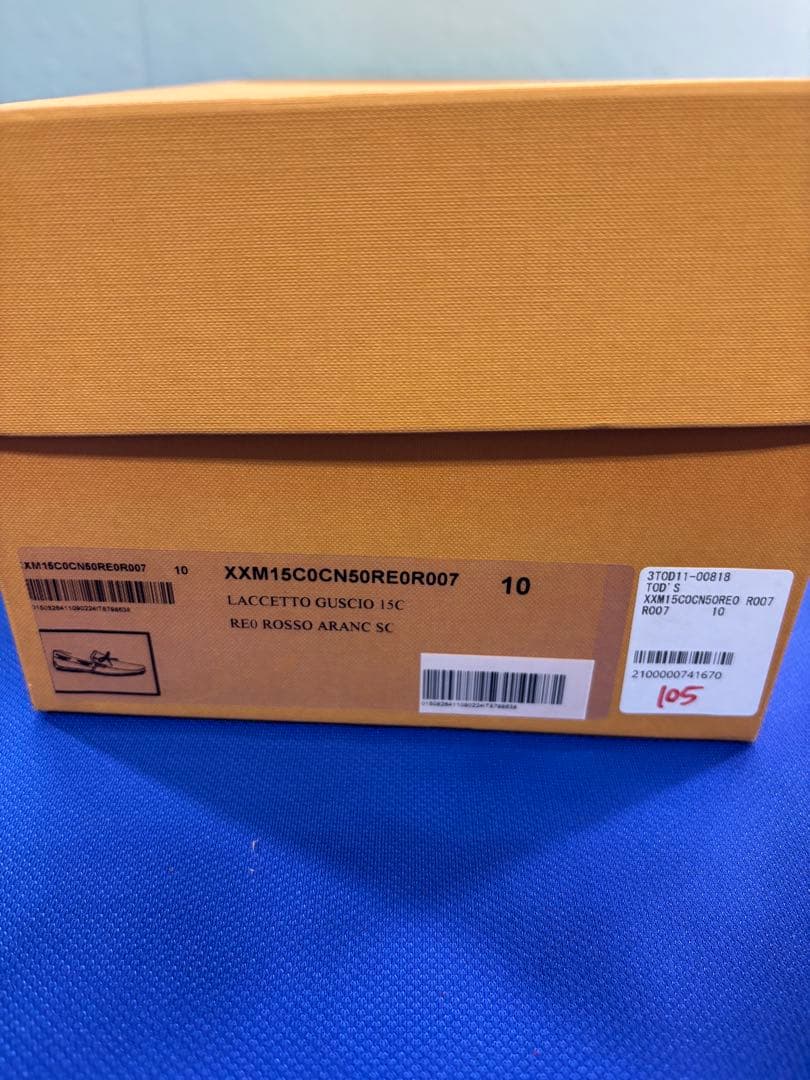 XM15C0CN50RE0R007 10
XXM15C0CN50RE0R007 10
LACCETTO GUSCIO 15C
RE0 ROSSO ARANC SC
3TOD11-00818
TOD'S
XXM15C0CN50RE0 R007
R007 10
2100000741670
105